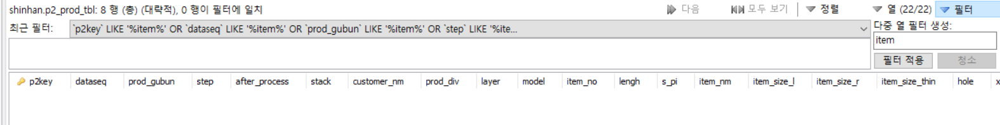 shinhan.p2_prod_tbl: 8 행 (총) (대략적), 0 행이 필터에 일치 다음 모두 보기 정렬 열 (22/22) 필터
최근 필터: `p2key` LIKE '%item%' OR `dataseq` LIKE '%item%' OR `prod_gubun` LIKE '%item%' OR `step` LIKE '%ite... 다중 열 필터 생성:
item
필터 적용 청소
p2key dataseq prod_gubun step after_process stack customer_nm prod_div layer model item_no lengh s_pi item_nm item_size_l item_size_r item_size_thin hole x